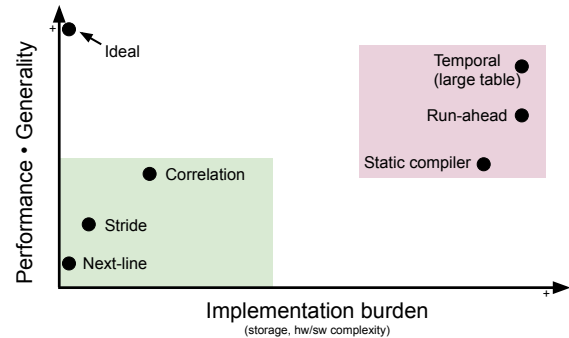 +
Ideal
Temporal
(large table)
Run-ahead
Static compiler
Correlation
Stride
Next-line
Performance • Generality
+
Implementation burden
(storage, hw/sw complexity)